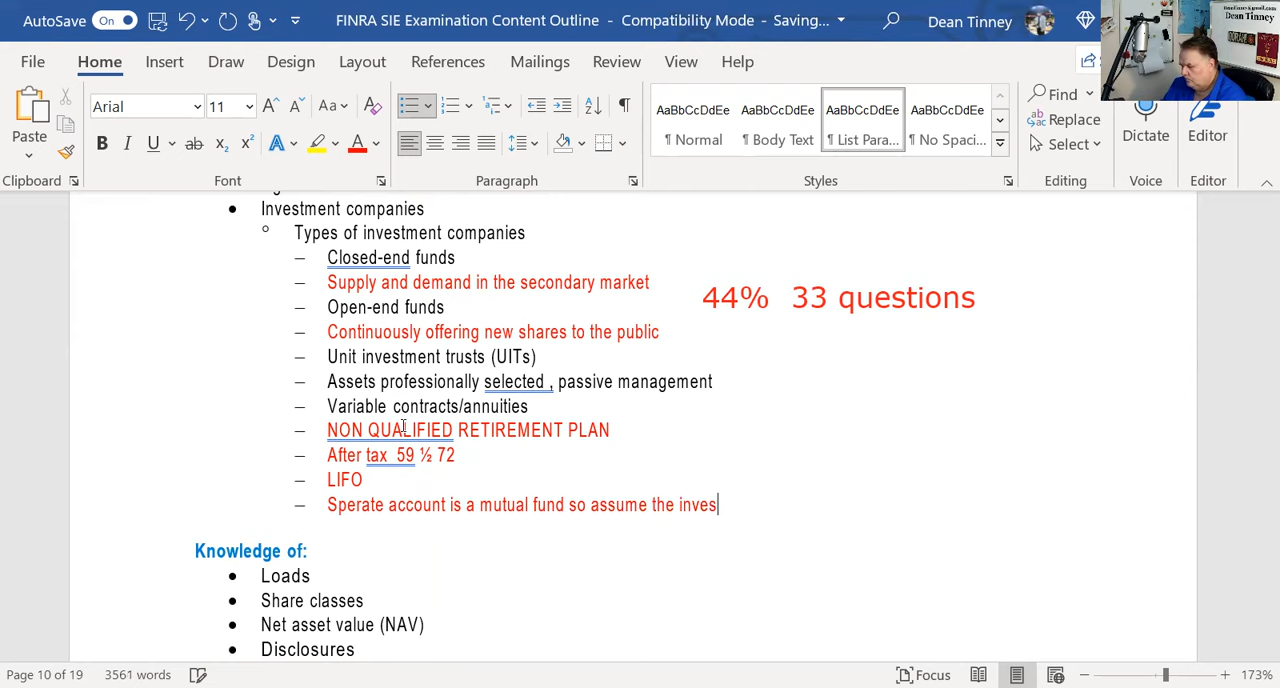 AutoSave On FINRA SIE Examination Content Outline - Compatibility Mode - Saving... Dean Tinney
Dean Tinney
File Home Insert Draw Design Layout References Mailings Review View Help
Paste
Arial 11
Aa
AaBbCcDdEe AaBbCcDdEe AaBbCcDdEe AaBbCcDdEe
¶ Normal ¶ Body Text ¶ List Para... ¶ No Spaci...
Find
Replace
Select
Dictate
Editor
Clipboard Font Paragraph Styles Editing Voice Editor
• Investment companies
○ Types of investment companies
– Closed-end funds
– Supply and demand in the secondary market
44% 33 questions
– Open-end funds
– Continuously offering new shares to the public
– Unit investment trusts (UITs)
– Assets professionally selected , passive management
– Variable contracts/annuities
– NON QUALIFIED RETIREMENT PLAN
– After tax 59 ½ 72
– LIFO
– Sperate account is a mutual fund so assume the inves
Knowledge of:
• Loads
• Share classes
• Net asset value (NAV)
• Disclosures
Page 10 of 19 3561 words Focus 173%